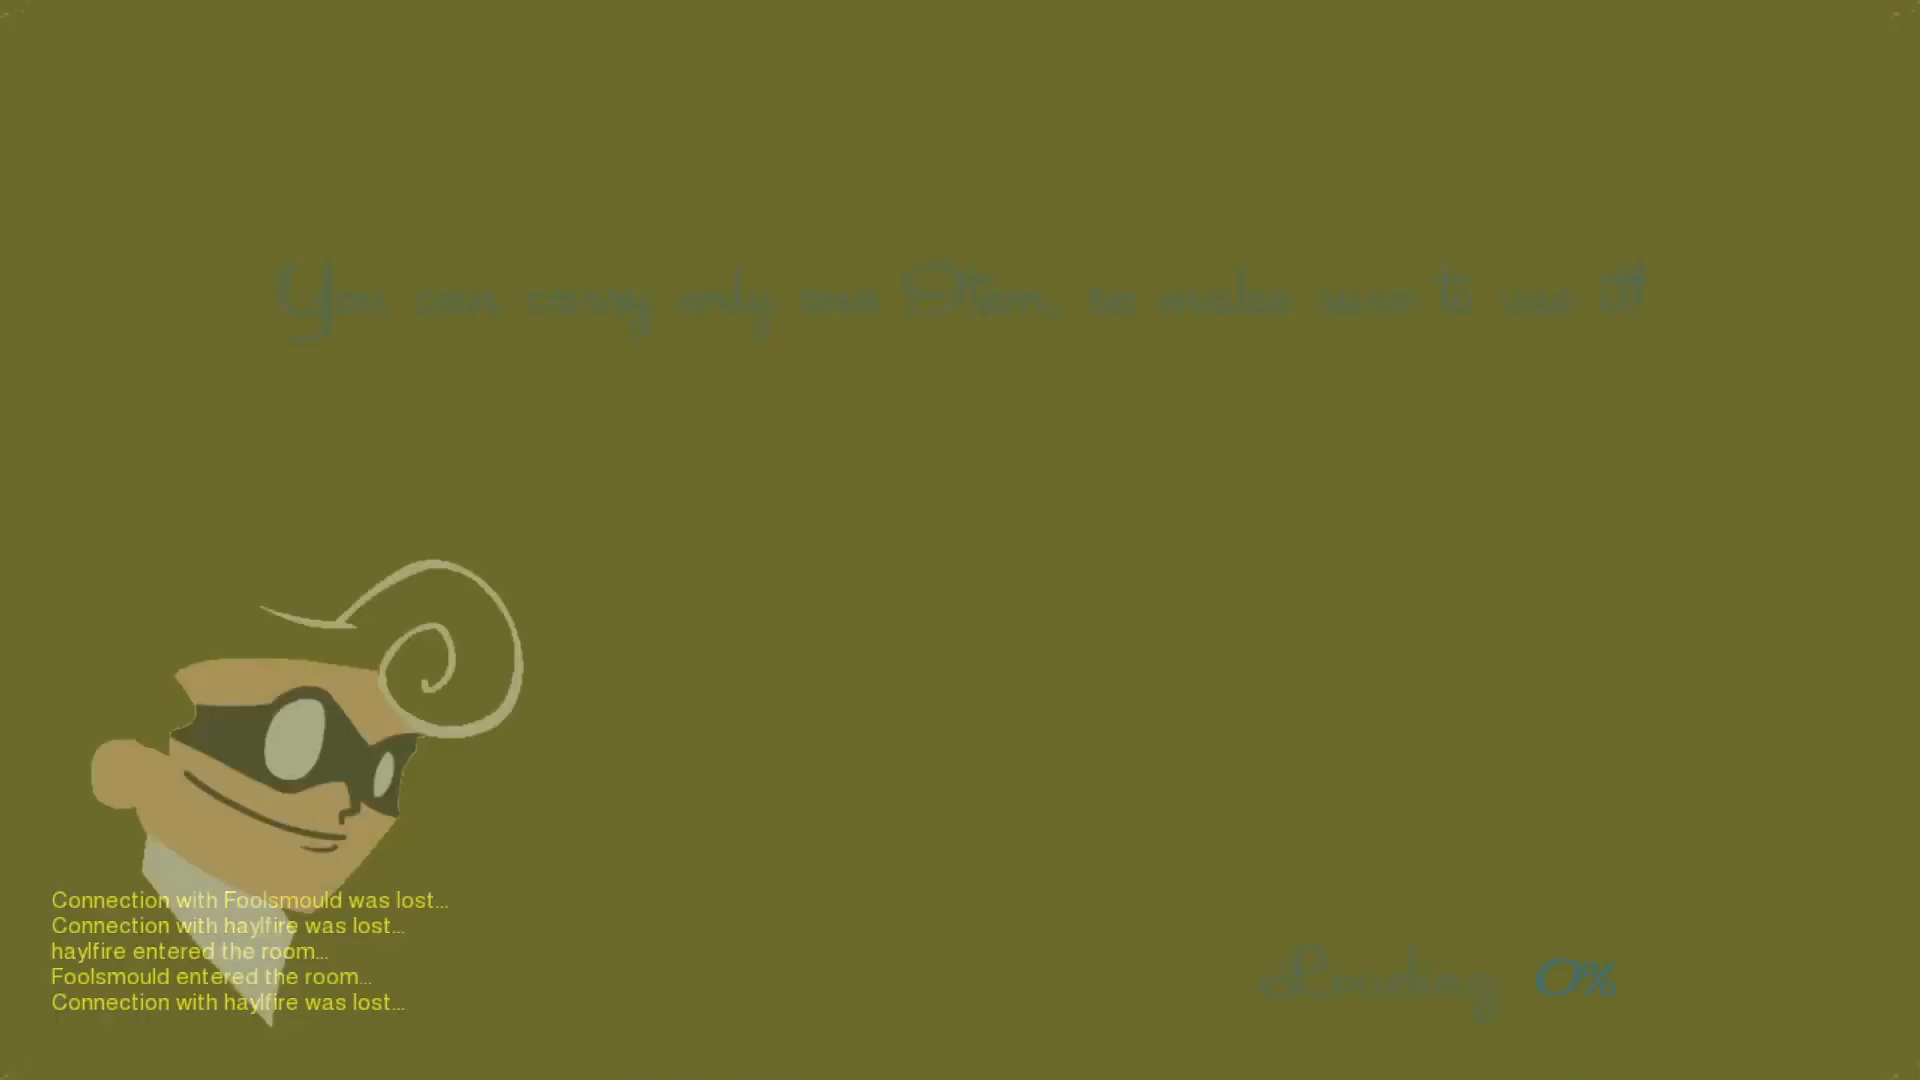 You can carry only one Item, so make sure to use it!
Connection with Foolsmould was lost...
Connection with haylfire was lost...
haylfire entered the room...
Foolsmould entered the room...
Connection with haylfire was lost...
Loading 0%